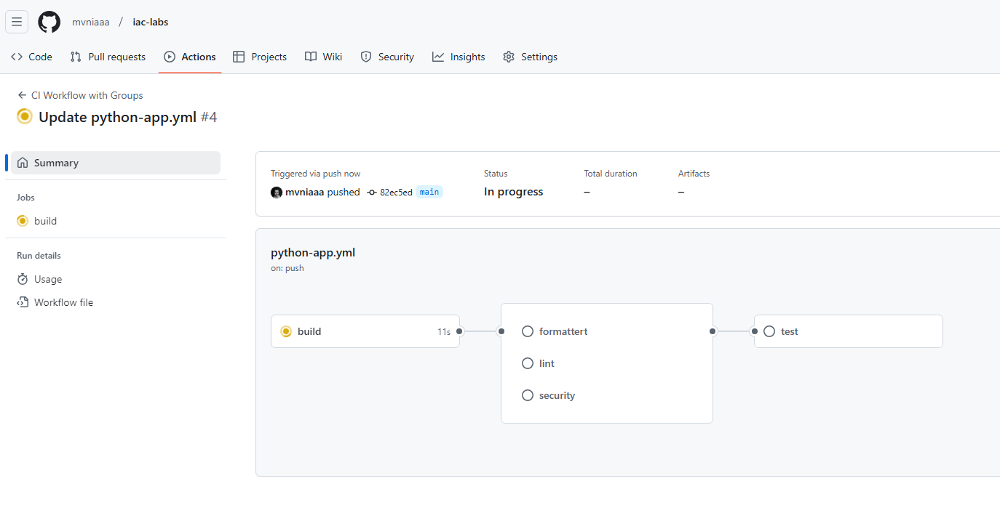 mvniaaa / iac-labs
Code Pull requests Actions Projects Wiki Security Insights Settings
CI Workflow with Groups
Update python-app.yml #4
Summary
Jobs
build
Run details
Usage
Workflow file
Triggered via push now
mvniaaa pushed 82ec5ed main
Status
In progress
Total duration
–
Artifacts
–
python-app.yml
on: push
build 11s
formattert
lint
security
test